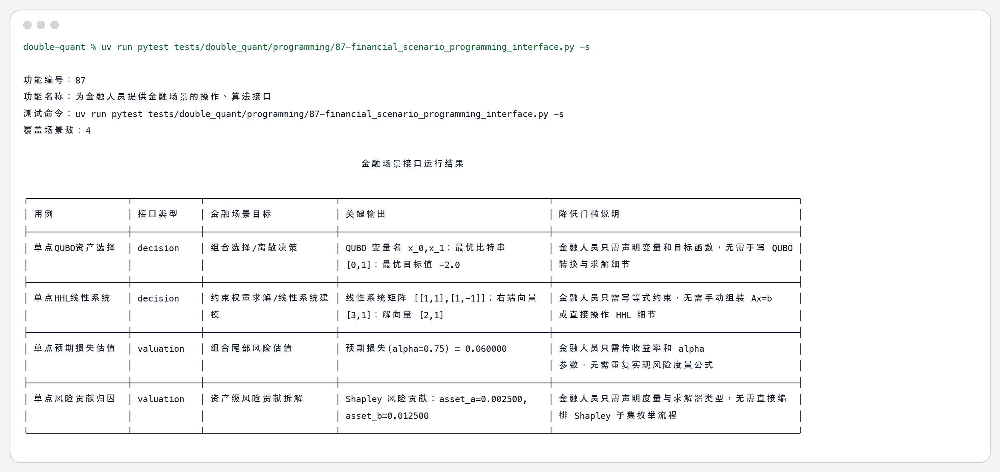 double-quant % uv run pytest tests/double_quant/programming/87-financial_scenario_programming_interface.py -s
功能编号：87
功能名称：为金融人员提供金融场景的操作、算法接口
测试命令：uv run pytest tests/double_quant/programming/87-financial_scenario_programming_interface.py -s
覆盖场景数：4
金融场景接口运行结果
用例 接口类型 金融场景目标 关键输出 降低门槛说明
单点QUBO资产选择 decision 组合选择/离散决策 QUBO 变量名 x_0,x_1；最优比特串 金融人员只需声明变量和目标函数，无需手写 QUBO
[0,1]；最优目标值 -2.0 转换与求解细节
单点HHL线性系统 decision 约束权重求解/线性系统建 线性系统矩阵 [[1,1],[1,-1]]；右端向量 金融人员只需写等式约束，无需手动组装 Ax=b
模 [3,1]；解向量 [2,1] 或直接操作 HHL 细节
单点预期损失估值 valuation 组合尾部风险估值 预期损失(alpha=0.75) = 0.060000 金融人员只需传收益率和 alpha
参数，无需重复实现风险度量公式
单点风险贡献归因 valuation 资产级风险贡献拆解 Shapley 风险贡献：asset_a=0.002500, 金融人员只需声明度量与求解器类型，无需直接编
asset_b=0.012500 排 Shapley 子集枚举流程